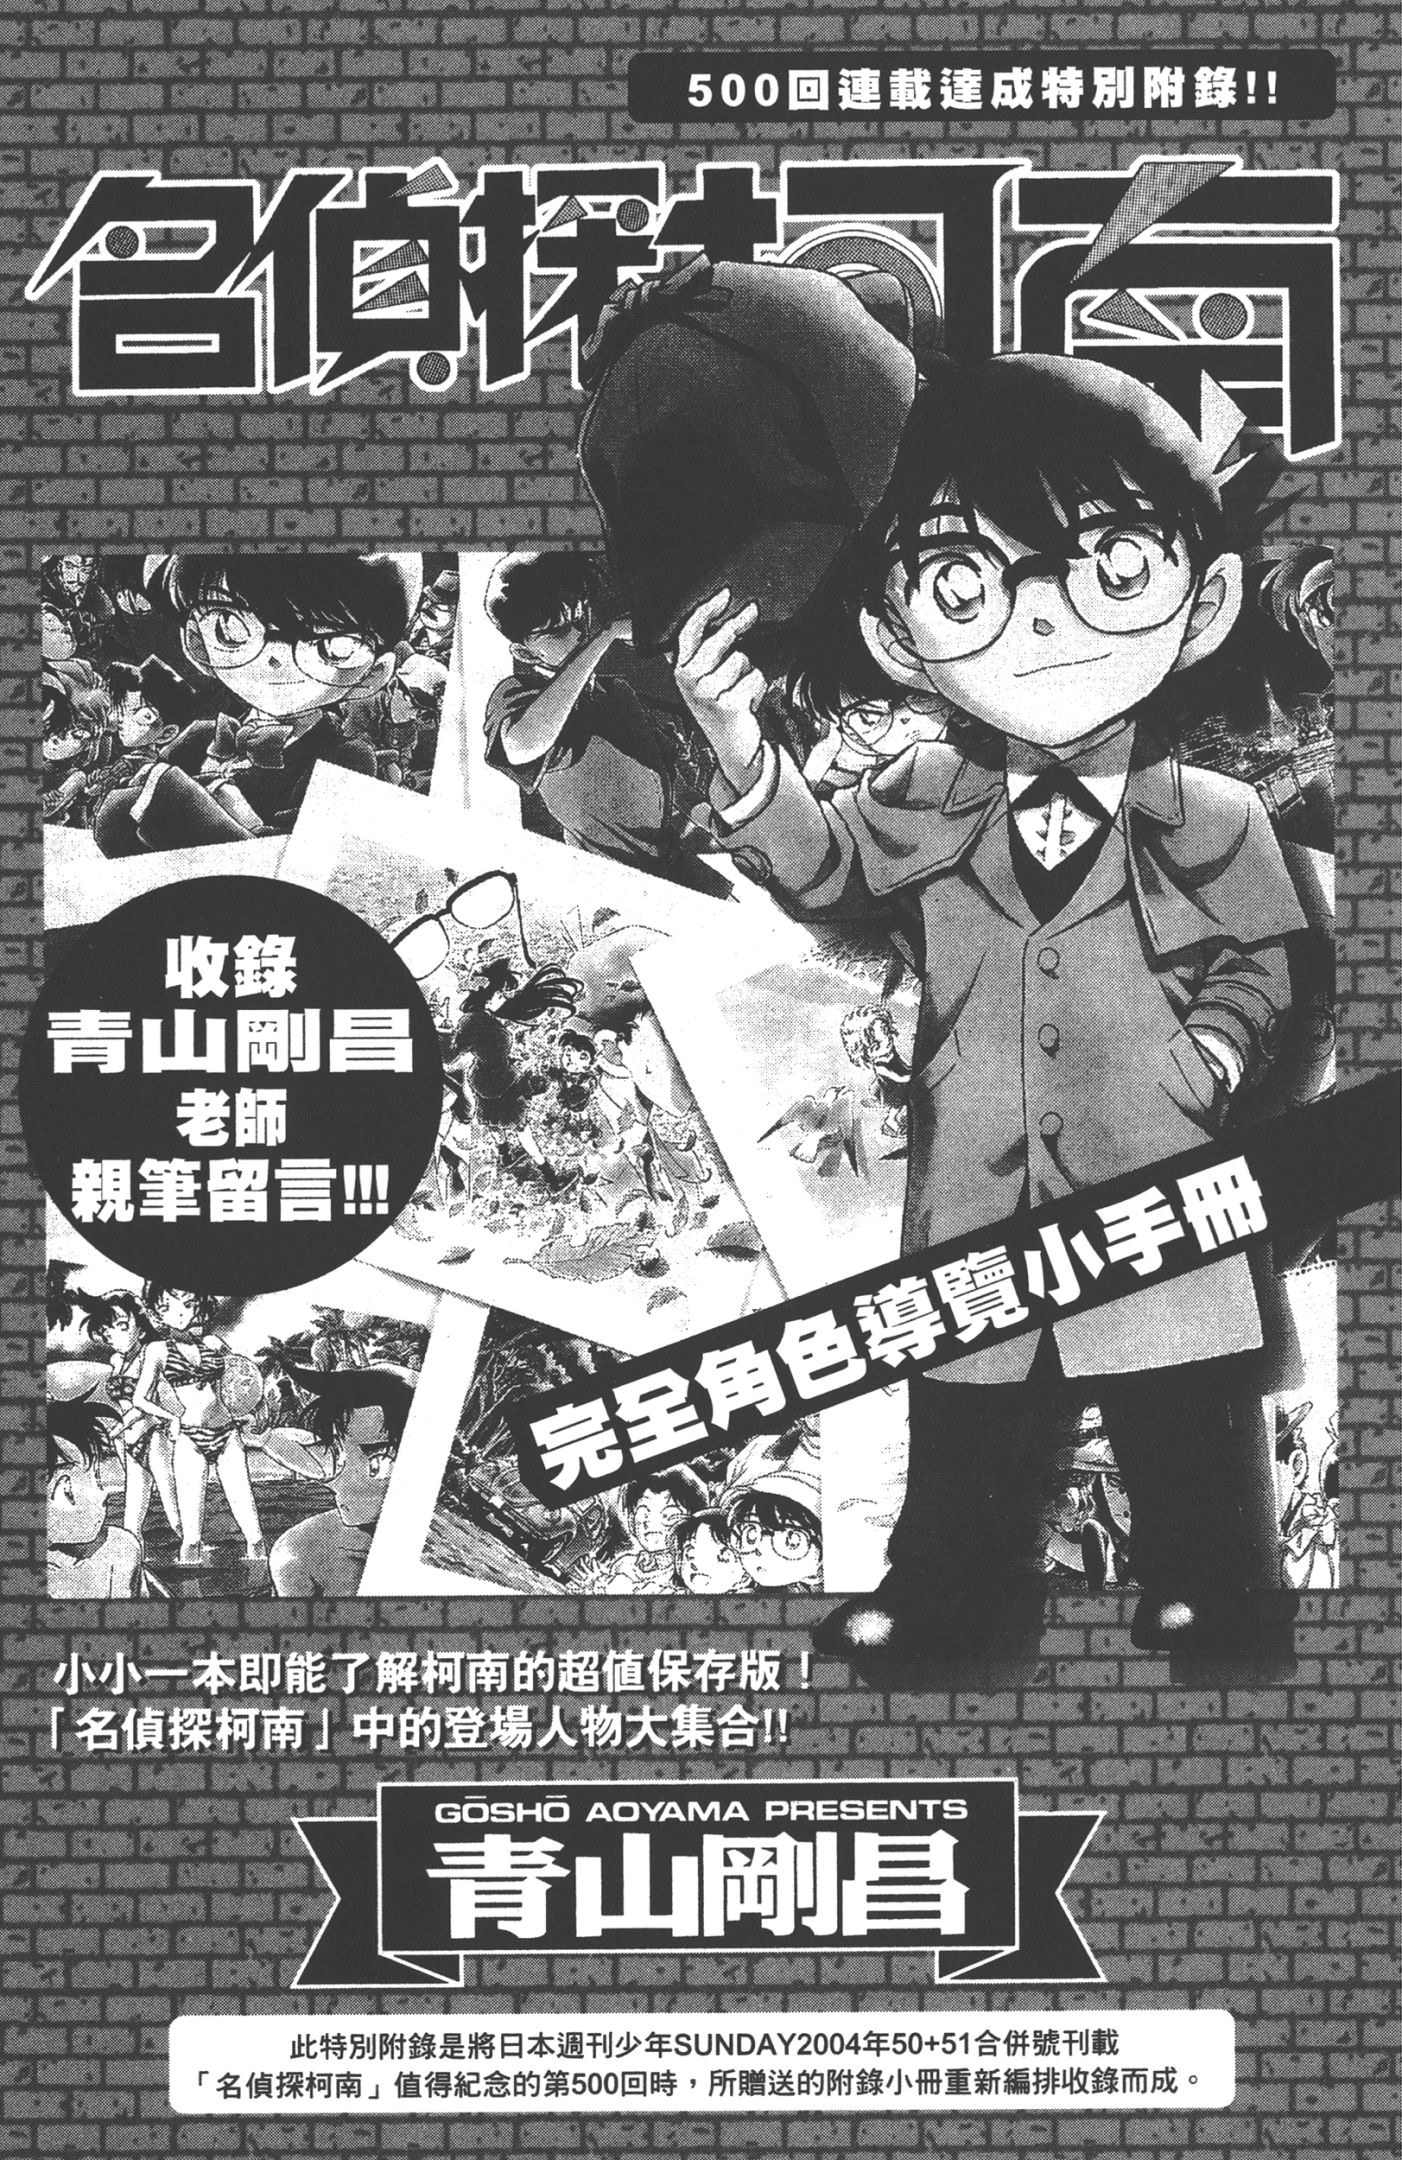 500回連載達成特別附錄!!
名偵探柯南
收錄
青山剛昌
老師
親筆留言!!!
完全角色導覽小手冊
小小一本即能了解柯南的超值保存版！
「名偵探柯南」中的登場人物大集合!!
GŌSHŌ AOYAMA PRESENTS
青山剛昌
此特別附錄是將日本週刊少年SUNDAY2004年50+51合併號刊載
「名偵探柯南」值得紀念的第500回時，所贈送的附錄小冊重新編排收錄而成。